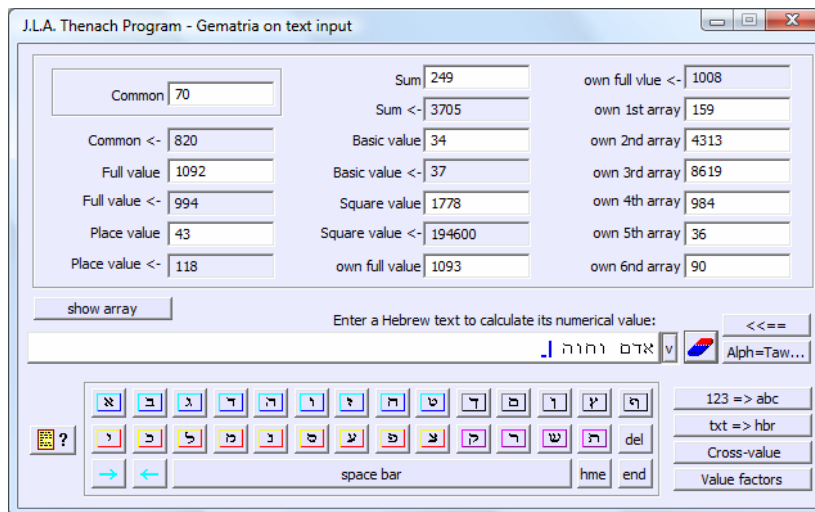 J.L.A. Thenach Program - Gematria on text input
Common 70
Common <- 820
Full value 1092
Full value <- 994
Place value 43
Place value <- 118
Sum 249
Sum <- 3705
Basic value 34
Basic value <- 37
Square value 1778
Square value <- 194600
own full value 1093
own full vlue <- 1008
own 1st array 159
own 2nd array 4313
own 3rd array 8619
own 4th array 984
own 5th array 36
own 6nd array 90
show array
Enter a Hebrew text to calculate its numerical value:
<<==
אדם וחוה
v
Alph=Taw...
א ב ג ד ה ו ז ח ט ך ם ן ץ ף
י כ ל מ נ ס ע פ צ ק ר ש ת del
?
→ ← space bar hme end
123 => abc
txt => hbr
Cross-value
Value factors